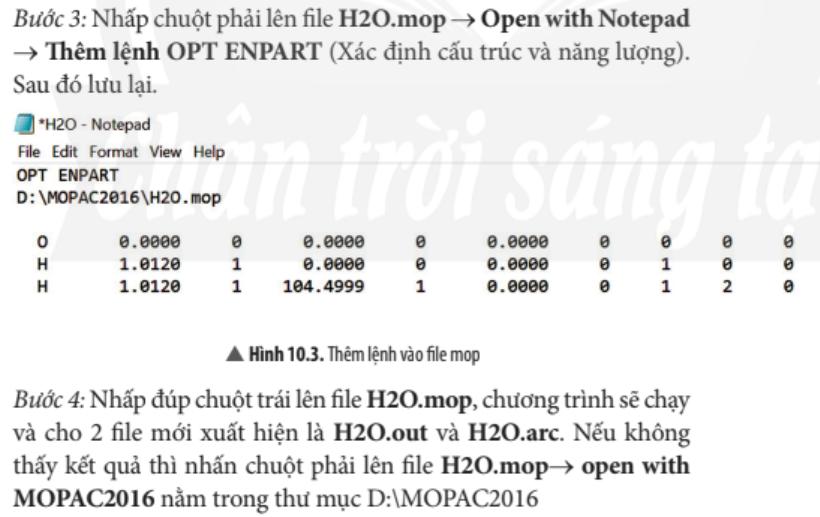 Bước 3: Nhấp chuột phải lên file H2O.mop → Open with Notepad
→ Thêm lệnh OPT ENPART (Xác định cấu trúc và năng lượng).
Sau đó lưu lại.
*H2O - Notepad
File Edit Format View Help
OPT ENPART
D:\MOPAC2016\H2O.mop
O 0.0000 0 0.0000 0 0.0000 0 0 0 0
H 1.0120 1 0.0000 0 0.0000 0 1 0 0
H 1.0120 1 104.4999 1 0.0000 0 1 2 0
▲ Hình 10.3. Thêm lệnh vào file mop
Bước 4: Nhấp đúp chuột trái lên file H2O.mop, chương trình sẽ chạy
và cho 2 file mới xuất hiện là H2O.out và H2O.arc. Nếu không
thấy kết quả thì nhấn chuột phải lên file H2O.mop→ open with
MOPAC2016 nằm trong thư mục D:\MOPAC2016
Chân trời sáng tạ